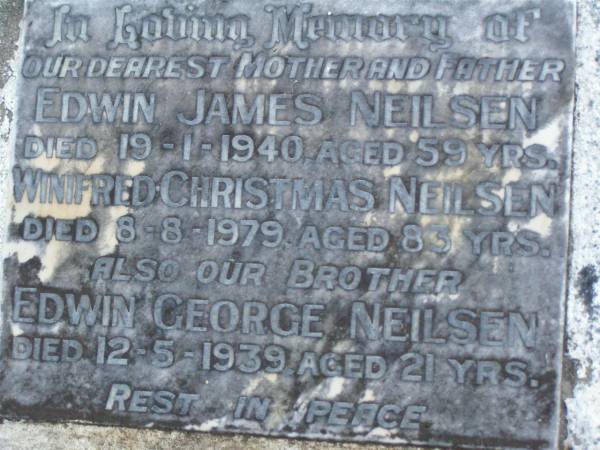 In Loving Memory of
OUR DEAREST MOTHER AND FATHER
EDWIN JAMES NEILSEN
DIED 19-1-1940. AGED 59 YRS.
WINIFRED CHRISTMAS NEILSEN
DIED 8-8-1979. AGED 83 YRS.
ALSO OUR BROTHER
EDWIN GEORGE NEILSEN
DIED 12-5-1939. AGED 21 YRS.
REST IN PEACE